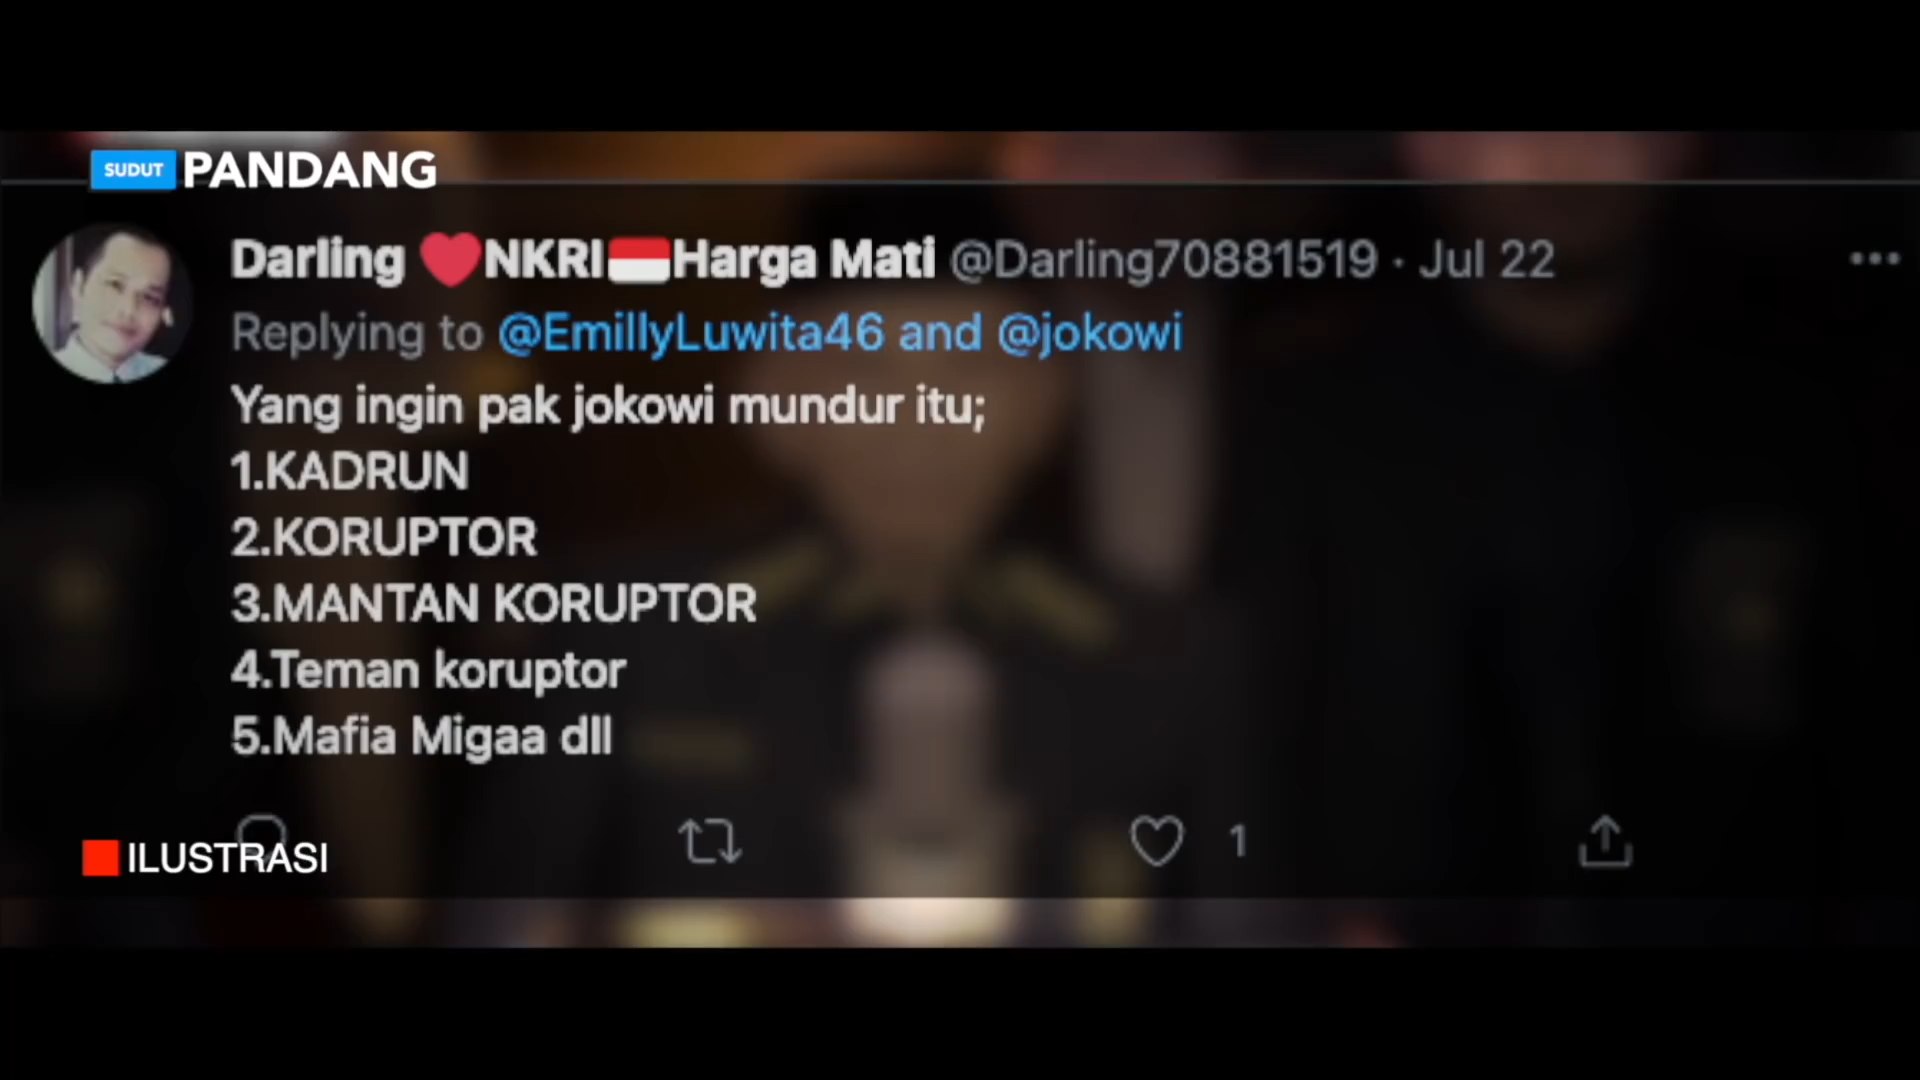 SUDUT PANDANG
Darling ❤️NKRI🇮🇩Harga Mati @Darling70881519 · Jul 22
Replying to @EmillyLuwita46 and @jokowi
Yang ingin pak jokowi mundur itu;
1.KADRUN
2.KORUPTOR
3.MANTAN KORUPTOR
4.Teman koruptor
5.Mafia Migaa dll
1
ILUSTRASI